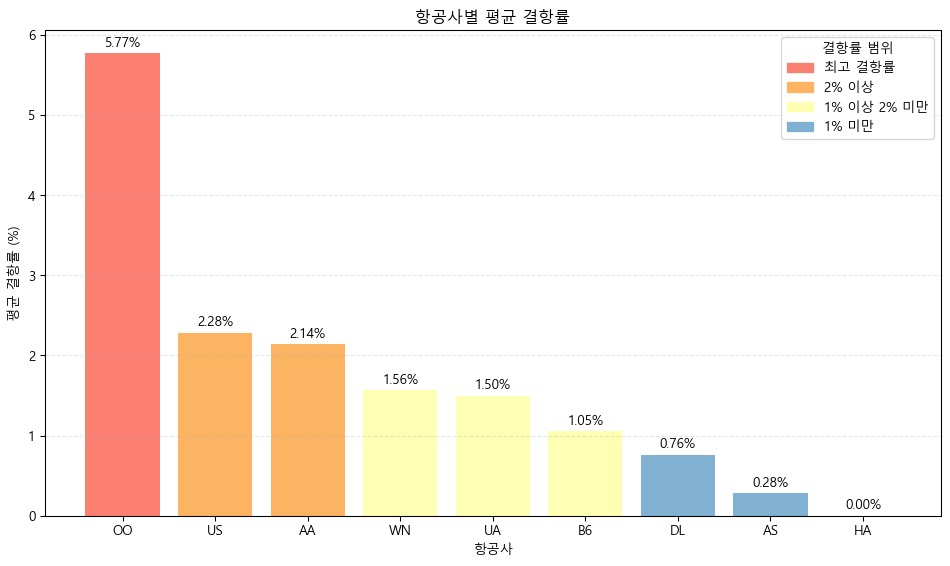 항공사별 평균 결항률
결항률 범위
최고 결항률
2% 이상
1% 이상 2% 미만
1% 미만
평균 결항률 (%)
6
5
4
3
2
1
0
5.77%
2.28%
2.14%
1.56%
1.50%
1.05%
0.76%
0.28%
0.00%
OO US AA WN UA B6 DL AS HA
항공사